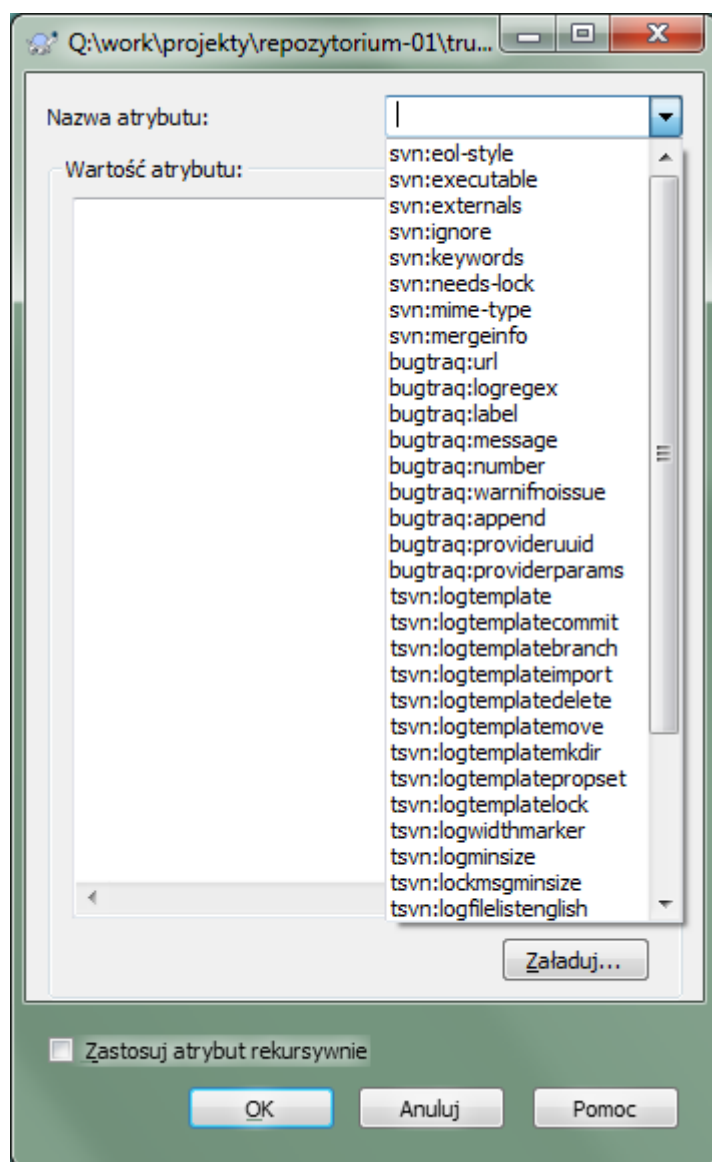 Q:\work\projekty\repozytorium-01\tru...
Nazwa atrybutu:
Wartość atrybutu:
svn:eol-style
svn:executable
svn:externals
svn:ignore
svn:keywords
svn:needs-lock
svn:mime-type
svn:mergeinfo
bugtraq:url
bugtraq:logregex
bugtraq:label
bugtraq:message
bugtraq:number
bugtraq:warnifnoissue
bugtraq:append
bugtraq:provideruuid
bugtraq:providerparams
tsvn:logtemplate
tsvn:logtemplatecommit
tsvn:logtemplatebranch
tsvn:logtemplateimport
tsvn:logtemplatedelete
tsvn:logtemplatemove
tsvn:logtemplatemkdir
tsvn:logtemplatepropset
tsvn:logtemplatelock
tsvn:logwidthmarker
tsvn:logminsize
tsvn:lockmsgminsize
tsvn:logfilelistenglish
Załaduj...
Zastosuj atrybut rekursywnie
OK Anuluj Pomoc